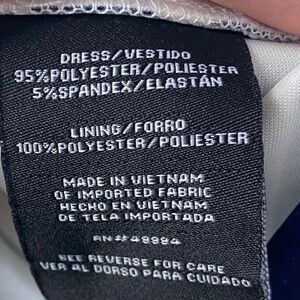 DRESS/VESTIDO
95%POLYESTER/POLIESTER
5%SPANDEX/ELASTÁN
LINING/FORRO
100%POLYESTER/POLIESTER
MADE IN VIETNAM
OF IMPORTED FABRIC
HECHO EN VIETNAM
DE TELA IMPORTADA
RN#49994
SEE REVERSE FOR CARE
VER AL DORSO PARA CUIDADO